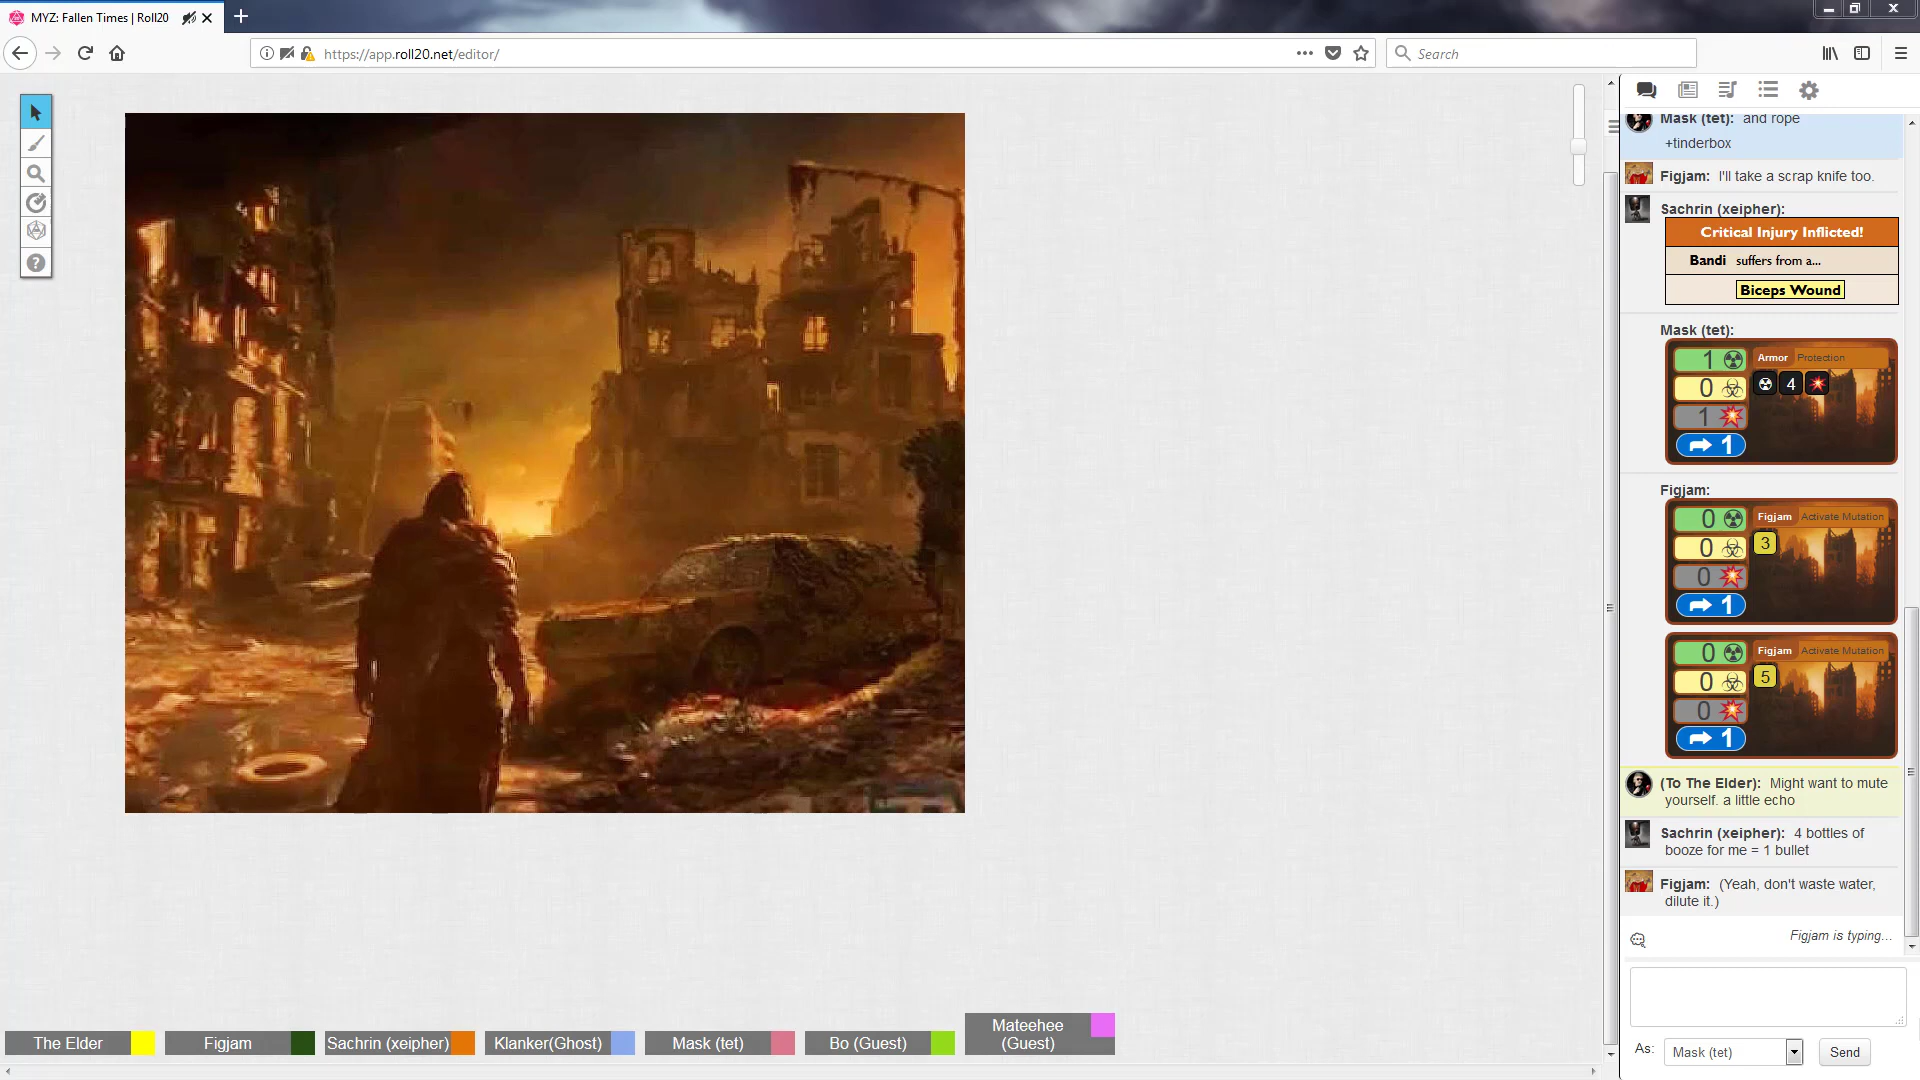 MYZ: Fallen Times | Roll20
https://app.roll20.net/editor/
Search
Mask (tet): and rope
+tinderbox
Figjam: I'll take a scrap knife too.
Sachrin (xeipher):
Critical Injury Inflicted!
Bandi suffers from a...
Biceps Wound
Mask (tet):
1
Armor Protection
0
4
1
1
Figjam:
0
Figjam Activate Mutation
0
3
0
1
0
Figjam Activate Mutation
0
5
0
1
(To The Elder): Might want to mute
yourself. a little echo
Sachrin (xeipher): 4 bottles of
booze for me = 1 bullet
Figjam: (Yeah, don't waste water,
dilute it.)
Figjam is typing...
As: Mask (tet) Send
The Elder
Figjam
Sachrin (xeipher)
Klanker(Ghost)
Mask (tet)
Bo (Guest)
Mateehee
(Guest)